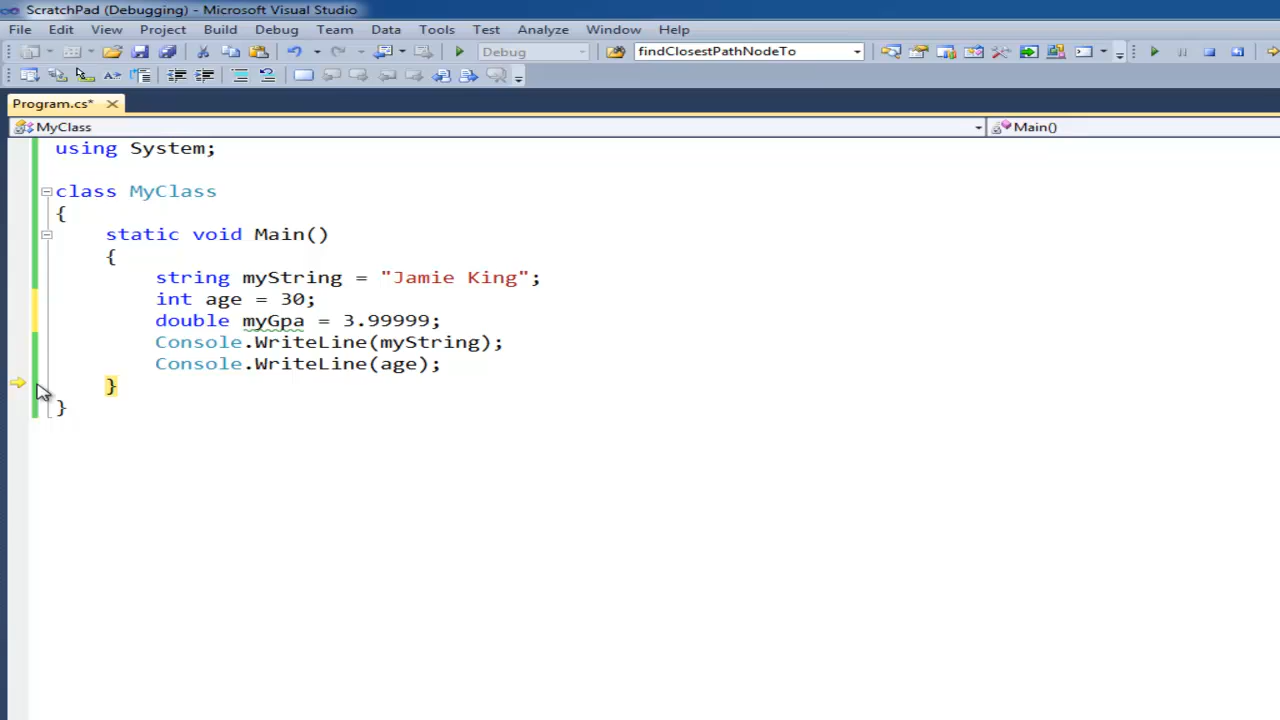 ScratchPad (Debugging) - Microsoft Visual Studio
File Edit View Project Build Debug Team Data Tools Test Analyze Window Help
Debug findClosestPathNodeTo
Program.cs*
MyClass Main()
using System;
class MyClass
{
static void Main()
{
string myString = "Jamie King";
int age = 30;
double myGpa = 3.99999;
Console.WriteLine(myString);
Console.WriteLine(age);
}
}